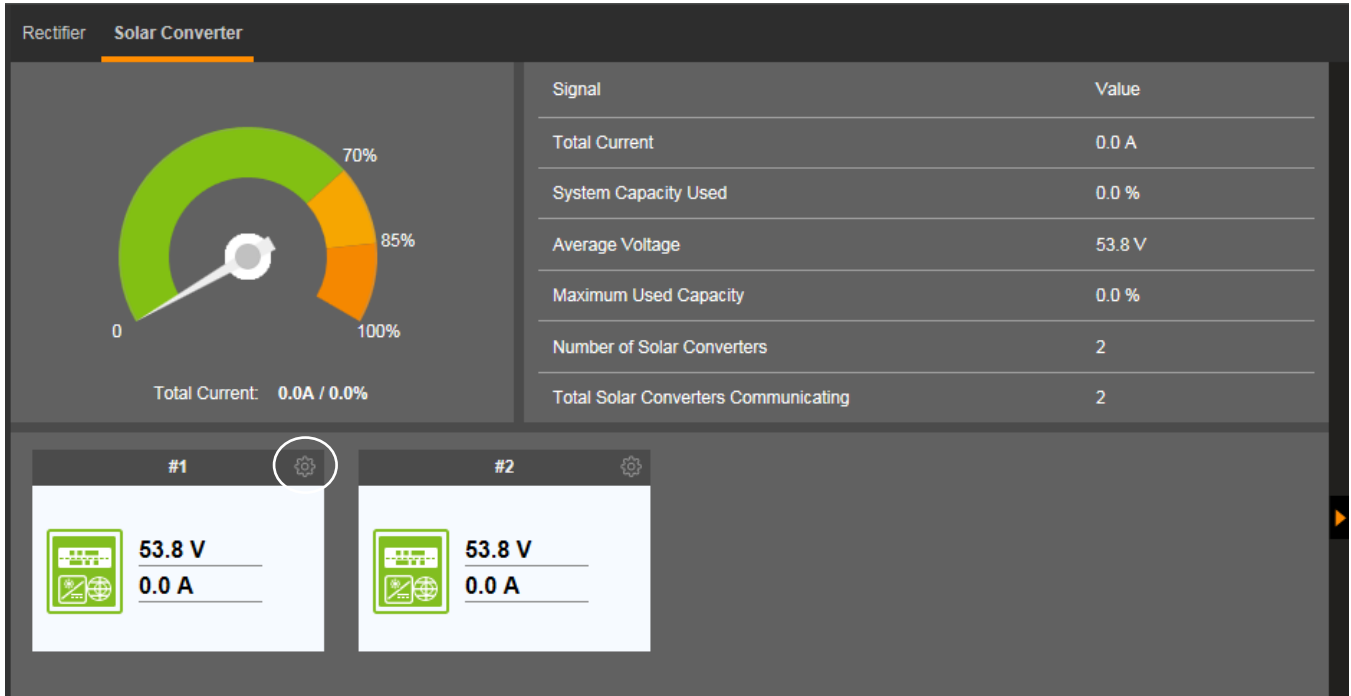 Rectifier Solar Converter
70%
85%
0
100%
Total Current: 0.0A / 0.0%
Signal Value
Total Current 0.0 A
System Capacity Used 0.0 %
Average Voltage 53.8 V
Maximum Used Capacity 0.0 %
Number of Solar Converters 2
Total Solar Converters Communicating 2
#1
53.8 V
0.0 A
#2
53.8 V
0.0 A